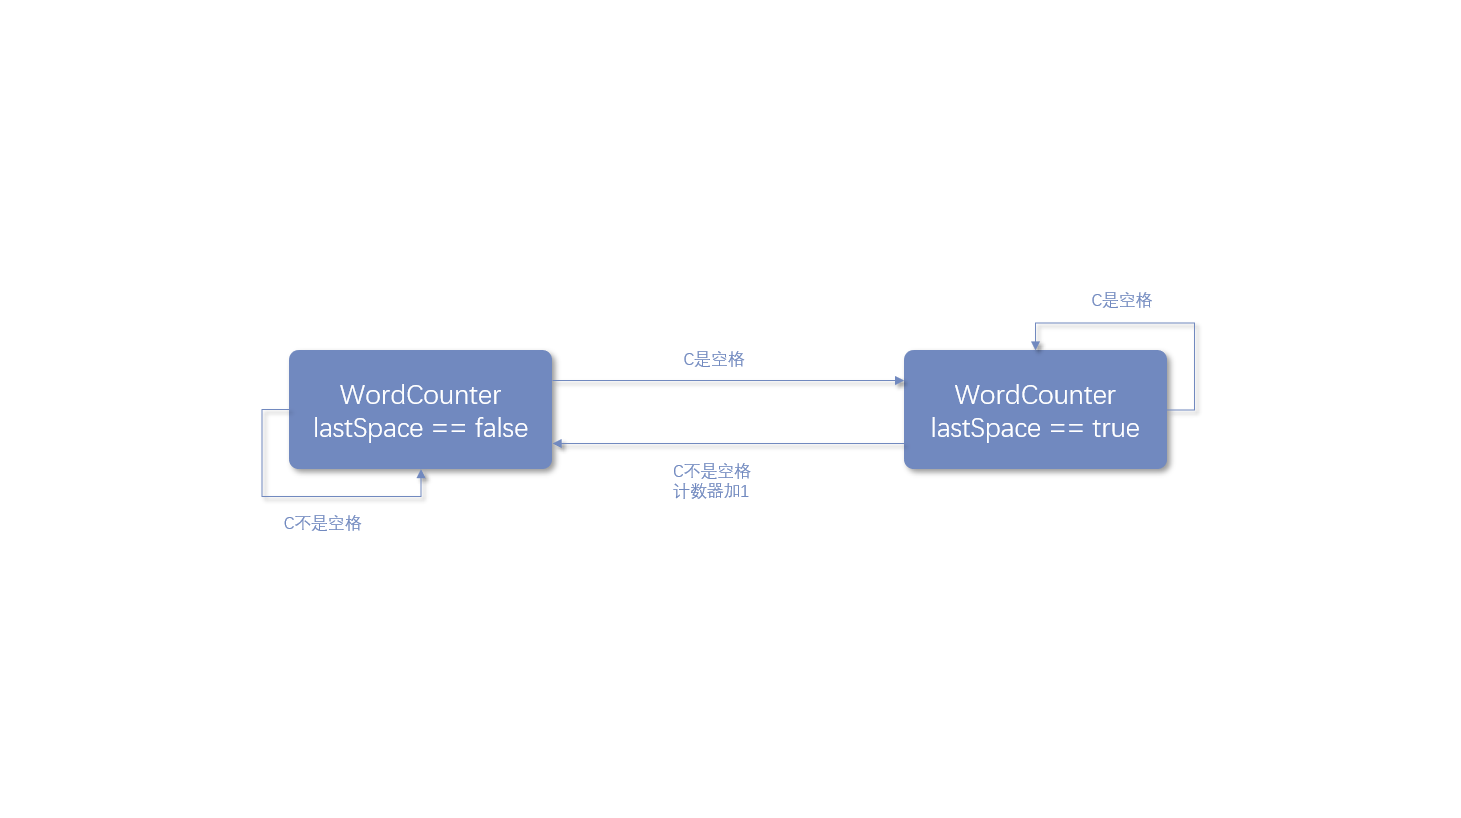 C是空格
C是空格
WordCounter
lastSpace == false
WordCounter
lastSpace == true
C不是空格
计数器加1
C不是空格